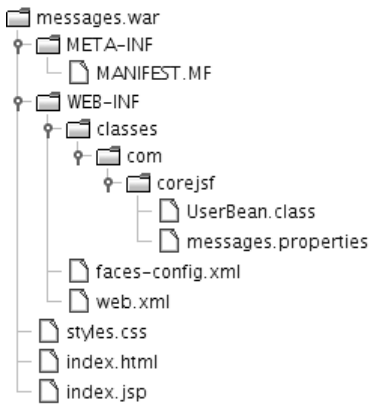 messages.war
META-INF
MANIFEST.MF
WEB-INF
classes
com
corejsf
UserBean.class
messages.properties
faces-config.xml
web.xml
styles.css
index.html
index.jsp